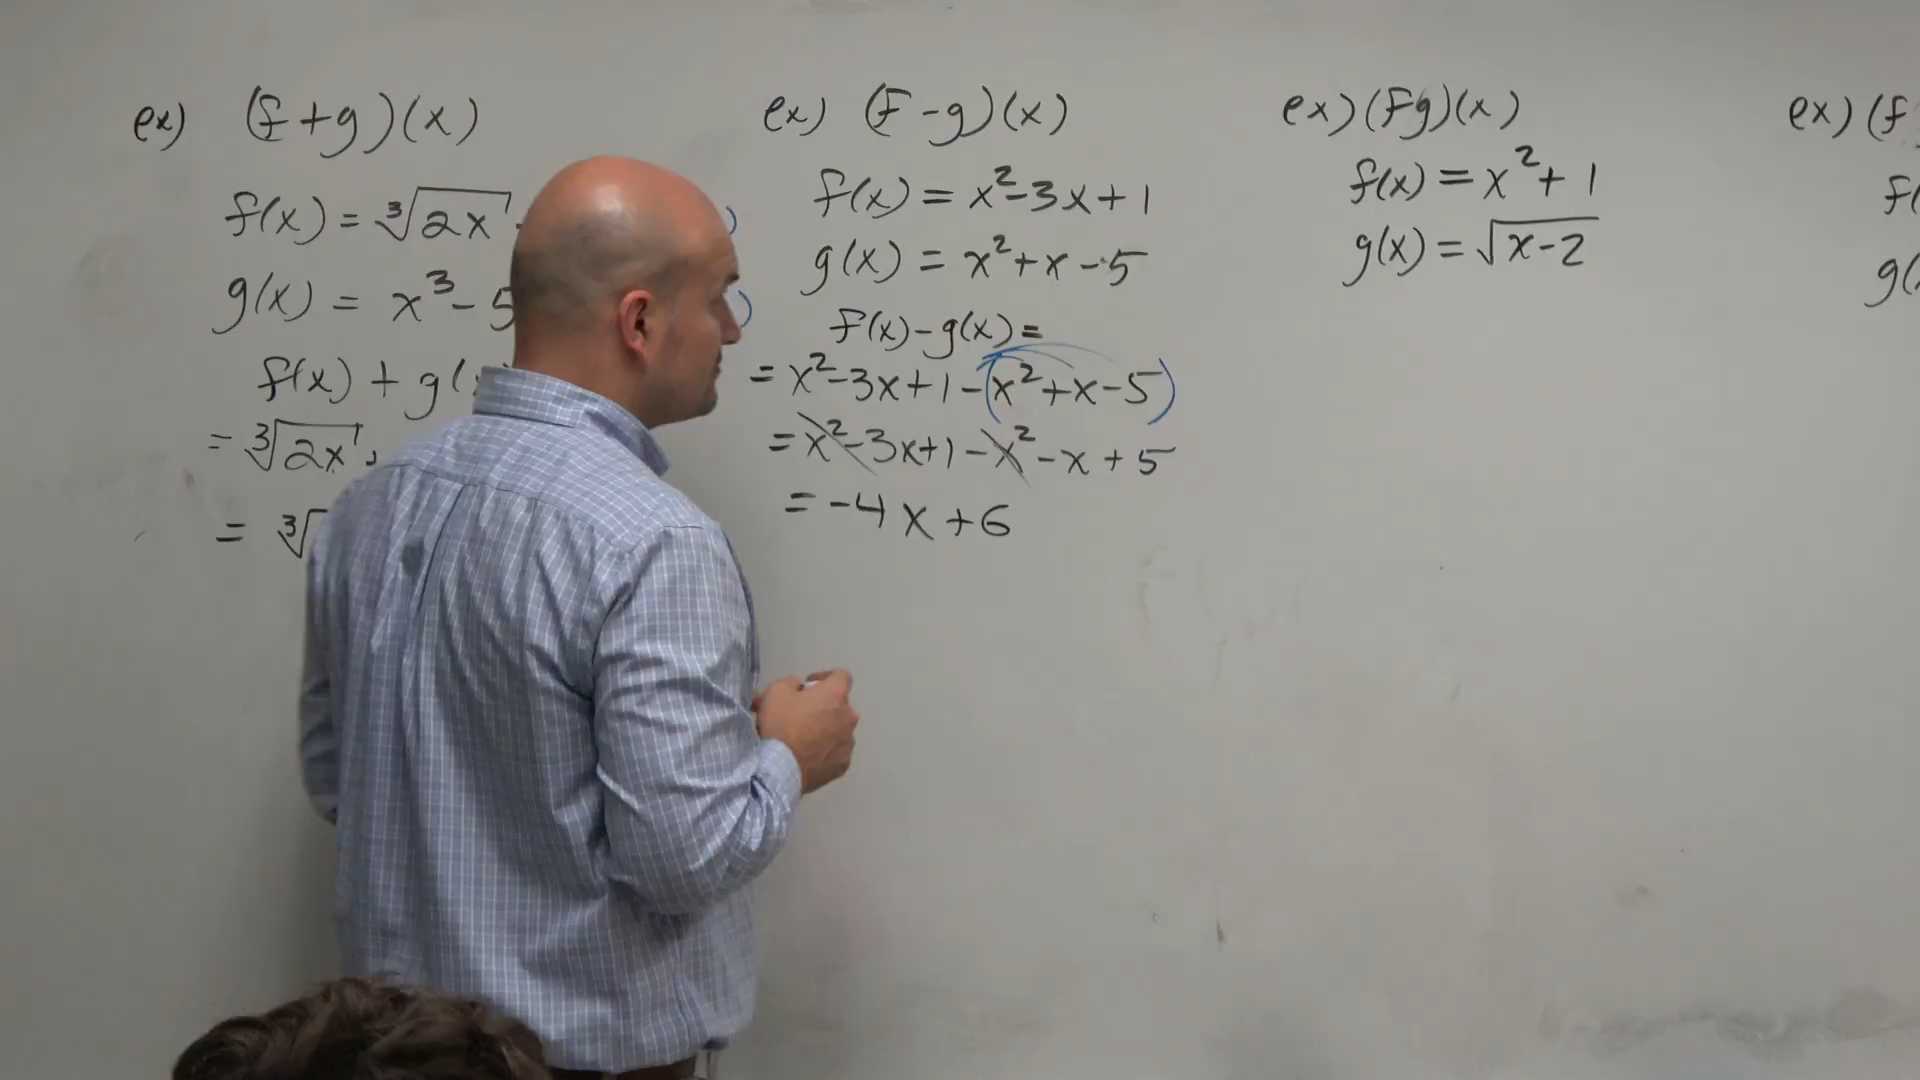 ex) (f+g)(x)
f(x) = ∛2x
g(x) = x³ - 5
f(x) + g(
= ∛2x
= ∛
ex) (f-g)(x)
f(x) = x²-3x+1
g(x) = x²+x-5
f(x)-g(x)=
= x²-3x+1-(x²+x-5)
= x²-3x+1-x²-x+5
= -4x+6
ex) (fg)(x)
f(x) = x²+1
g(x) = √x-2
ex) (f
f(
g(